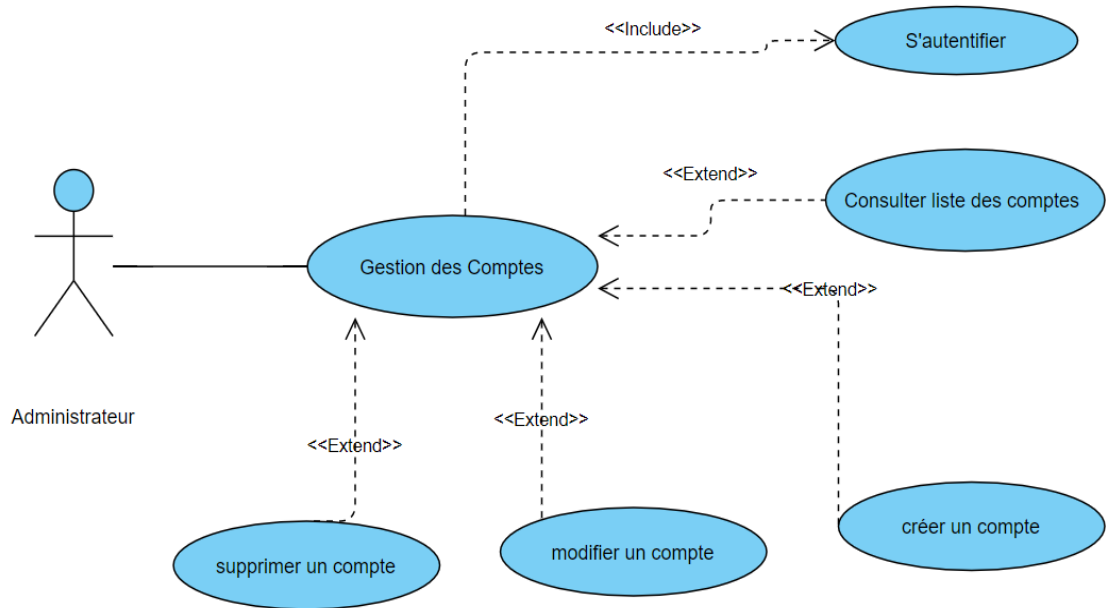 <<Include>>
S'autentifier
<<Extend>>
Consulter liste des comptes
Gestion des Comptes
<<Extend>>
Administrateur
<<Extend>>
<<Extend>>
supprimer un compte
modifier un compte
créer un compte